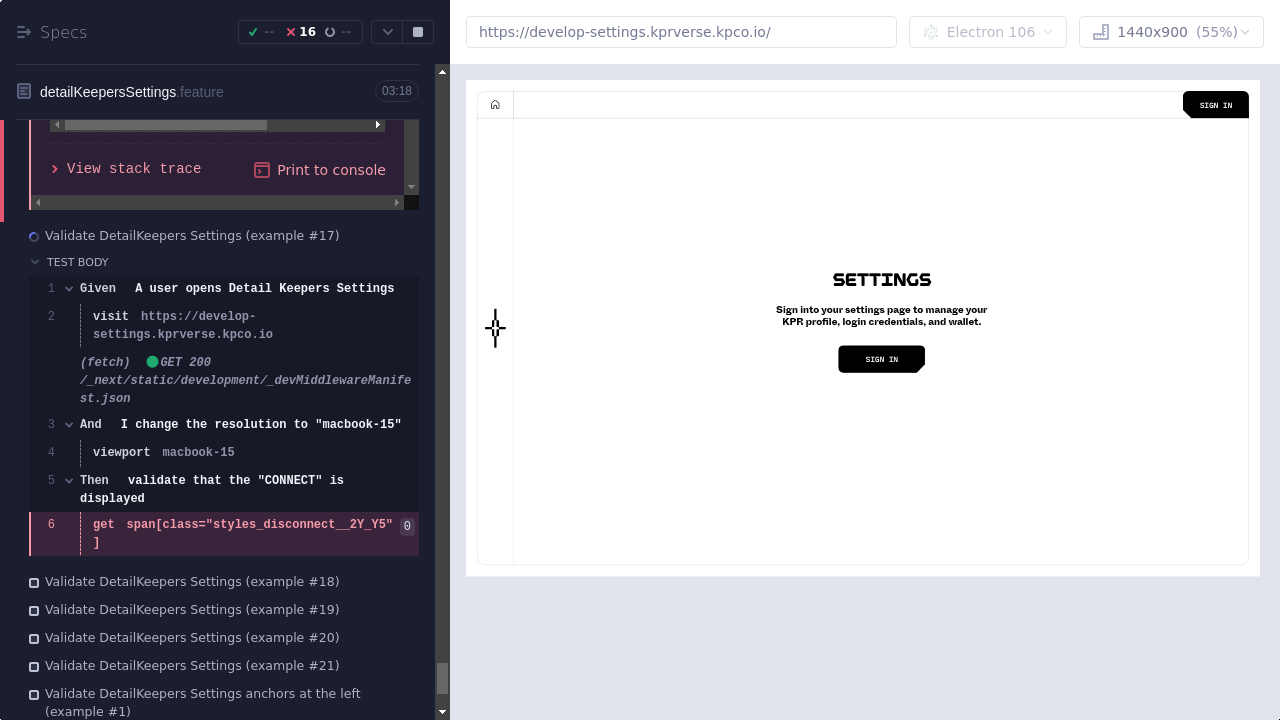 Specs
--
16
--
detailKeepersSettings.feature
03:18
View stack trace
Print to console
Validate DetailKeepers Settings (example #17)
TEST BODY
1 Given A user opens Detail Keepers Settings
2 visit https://develop-
settings.kprverse.kpco.io
(fetch) GET 200
/_next/static/development/_devMiddlewareManife
st.json
3 And I change the resolution to "macbook-15"
4 viewport macbook-15
5 Then validate that the "CONNECT" is
displayed
6 get span[class="styles_disconnect__2Y_Y5" 0
]
Validate DetailKeepers Settings (example #18)
Validate DetailKeepers Settings (example #19)
Validate DetailKeepers Settings (example #20)
Validate DetailKeepers Settings (example #21)
Validate DetailKeepers Settings anchors at the left
(example #1)
https://develop-settings.kprverse.kpco.io/
Electron 106
1440x900 (55%)
SIGN IN
SETTINGS
Sign into your settings page to manage your
KPR profile, login credentials, and wallet.
SIGN IN